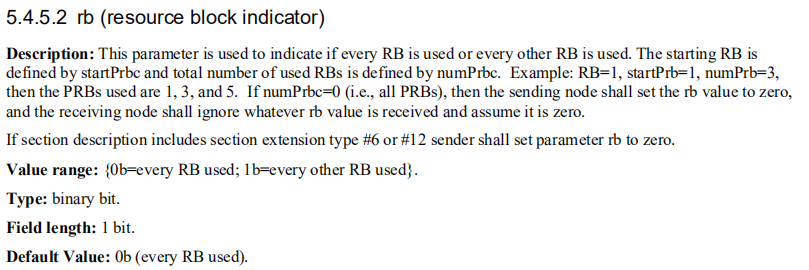 5.4.5.2 rb (resource block indicator)
Description: This parameter is used to indicate if every RB is used or every other RB is used. The starting RB is
defined by startPrbc and total number of used RBs is defined by numPrbc. Example: RB=1, startPrb=1, numPrb=3,
then the PRBs used are 1, 3, and 5. If numPrbc=0 (i.e., all PRBs), then the sending node shall set the rb value to zero,
and the receiving node shall ignore whatever rb value is received and assume it is zero.
If section description includes section extension type #6 or #12 sender shall set parameter rb to zero.
Value range: {0b=every RB used; 1b=every other RB used}.
Type: binary bit.
Field length: 1 bit.
Default Value: 0b (every RB used).